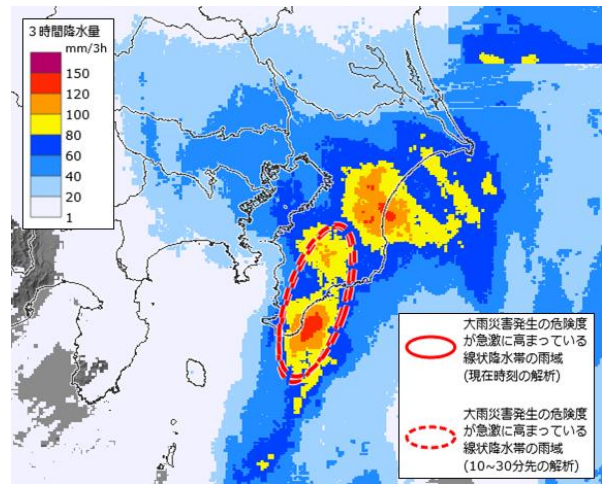 3時間降水量
mm/3h
150
120
100
80
60
40
20
1
大雨災害発生の危険度
が急激に高まっている
線状降水帯の雨域
(現在時刻の解析)
大雨災害発生の危険度
が急激に高まっている
線状降水帯の雨域
(10~30分先の解析)